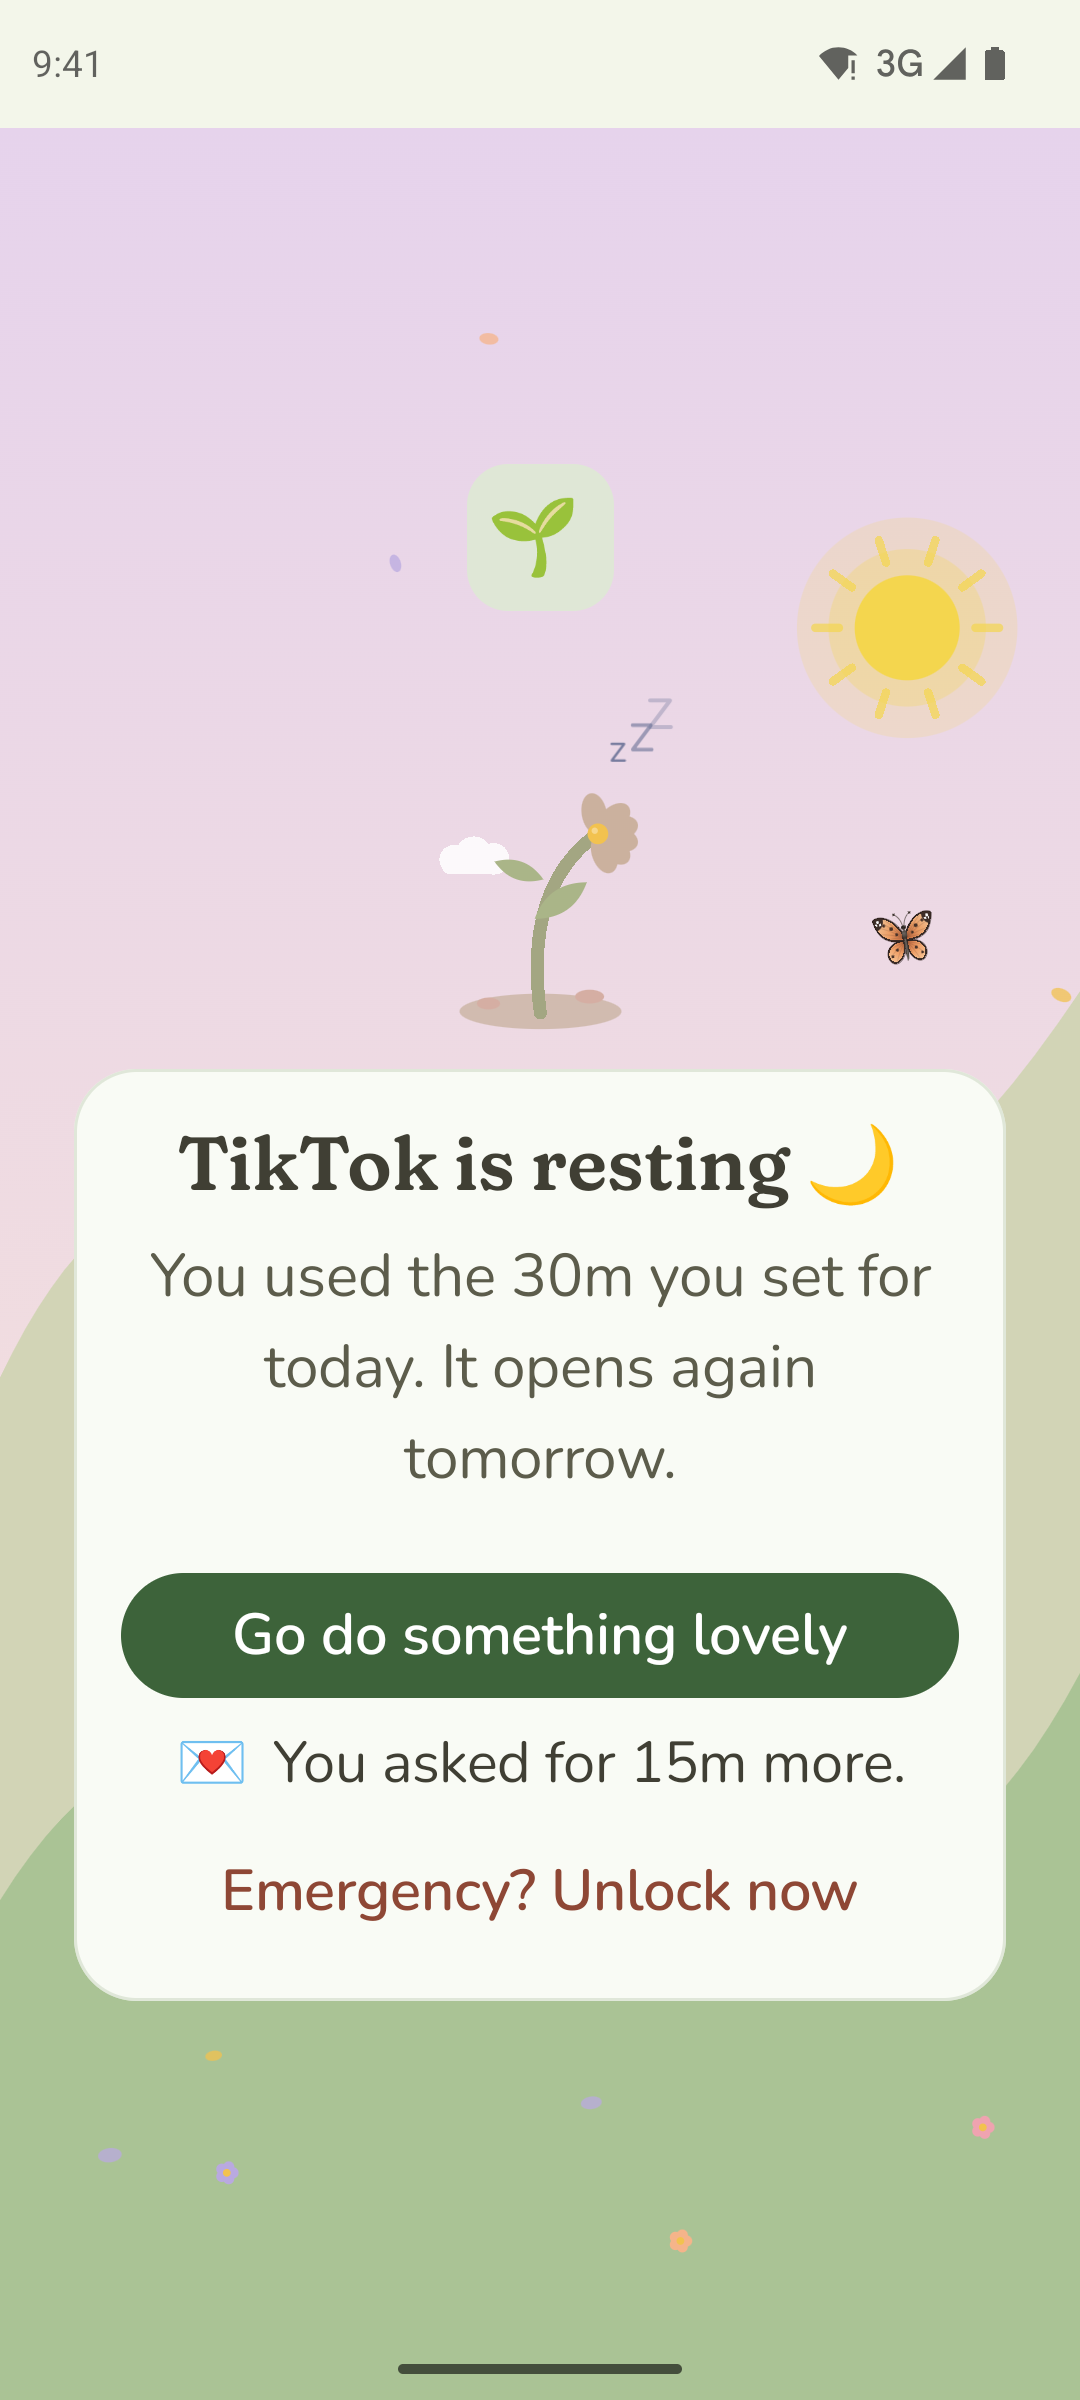 9:41
3G
z Z Z
TikTok is resting 🌙
You used the 30m you set for
today. It opens again
tomorrow.
Go do something lovely
💌 You asked for 15m more.
Emergency? Unlock now